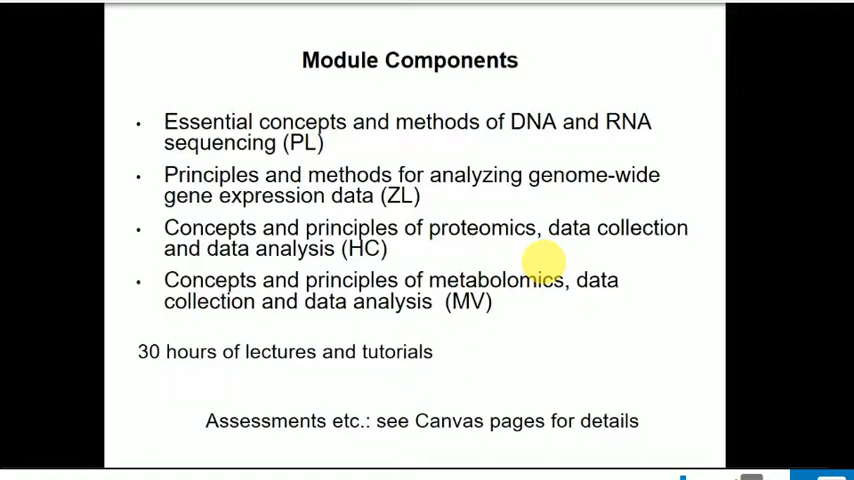 Module Components
• Essential concepts and methods of DNA and RNA
sequencing (PL)
• Principles and methods for analyzing genome-wide
gene expression data (ZL)
• Concepts and principles of proteomics, data collection
and data analysis (HC)
• Concepts and principles of metabolomics, data
collection and data analysis (MV)
30 hours of lectures and tutorials
Assessments etc.: see Canvas pages for details